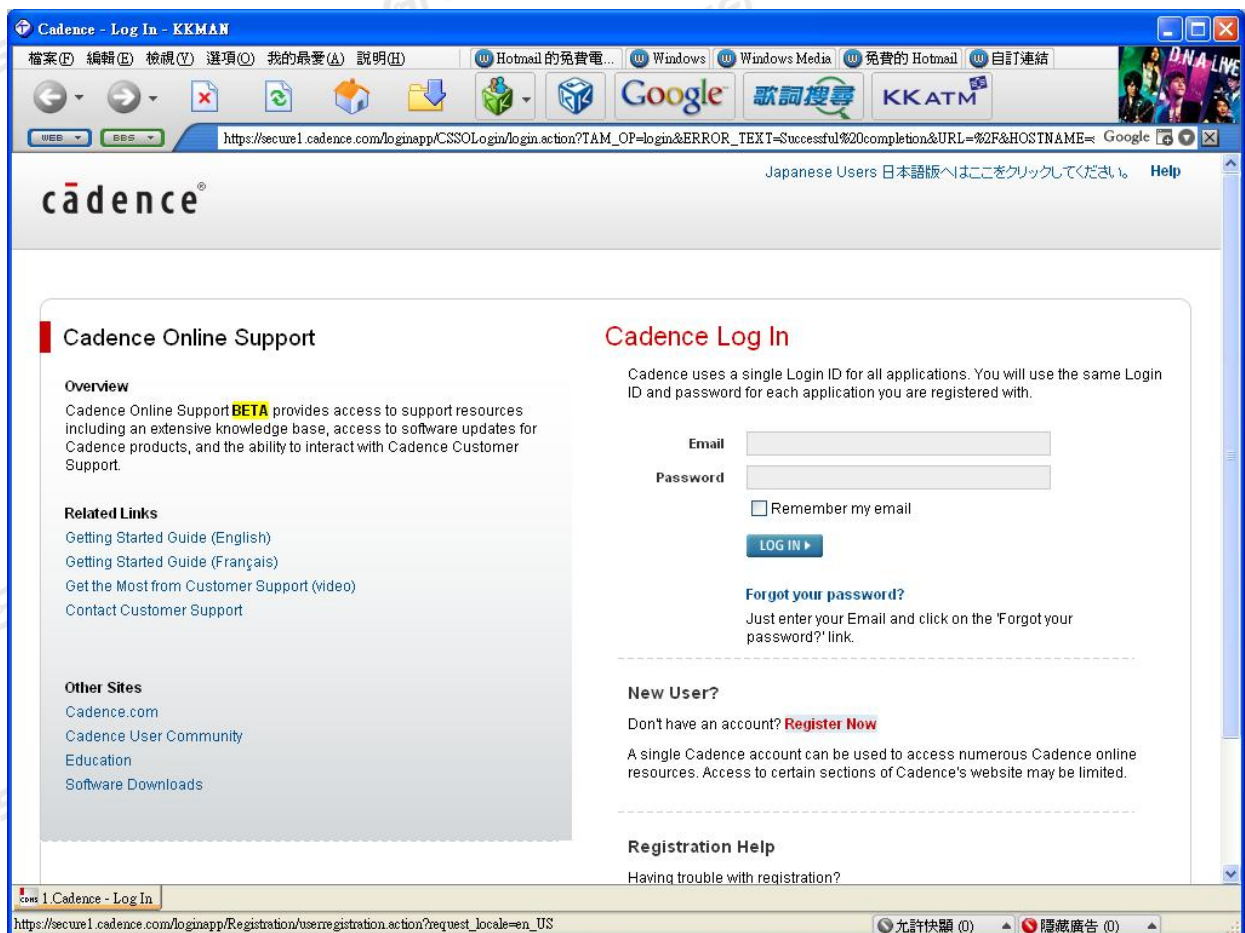 Cadence - Log In - KKMAN
檔案(F) 編輯(E) 檢視(V) 選項(O) 我的最愛(A) 說明(H) Hotmail 的免費電... Windows Windows Media 免費的 Hotmail 自訂連結
Google 歌詞搜尋 KKATM D.N.A LIVE
WEB BBS https://secure1.cadence.com/loginapp/CSSOLogin/login.action?TAM_OP=login&ERROR_TEXT=Successful%20completion&URL=%2F&HOSTNAME= Google
cādence®
Japanese Users 日本語版へはここをクリックしてください。 Help
Cadence Online Support
Overview
Cadence Online Support BETA provides access to support resources
including an extensive knowledge base, access to software updates for
Cadence products, and the ability to interact with Cadence Customer
Support.
Related Links
Getting Started Guide (English)
Getting Started Guide (Français)
Get the Most from Customer Support (video)
Contact Customer Support
Other Sites
Cadence.com
Cadence User Community
Education
Software Downloads
Cadence Log In
Cadence uses a single Login ID for all applications. You will use the same Login
ID and password for each application you are registered with.
Email
Password
Remember my email
LOG IN
Forgot your password?
Just enter your Email and click on the 'Forgot your
password?' link.
New User?
Don't have an account? Register Now
A single Cadence account can be used to access numerous Cadence online
resources. Access to certain sections of Cadence's website may be limited.
Registration Help
Having trouble with registration?
1.Cadence - Log In
https://secure1.cadence.com/loginapp/Registration/userregistration.action?request_locale=en_US 允許快顯 (0) 隱藏廣告 (0)